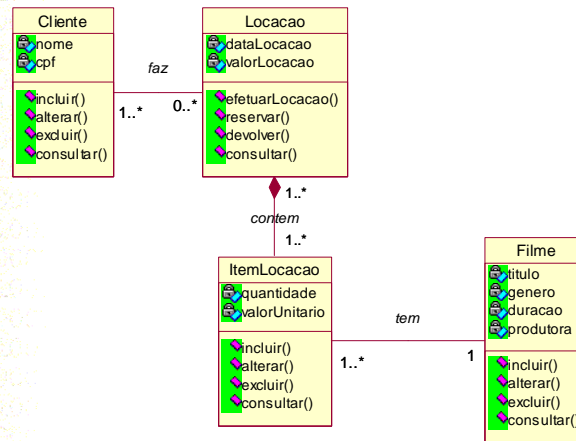 Cliente
nome
cpf
incluir()
alterar()
excluir()
consultar()
faz
1..*
0..*
Locacao
dataLocacao
valorLocacao
efetuarLocacao()
reservar()
devolver()
consultar()
1..*
contem
1..*
ItemLocacao
quantidade
valorUnitario
incluir()
alterar()
excluir()
consultar()
tem
1..*
1
Filme
titulo
genero
duracao
produtora
incluir()
alterar()
excluir()
consultar()